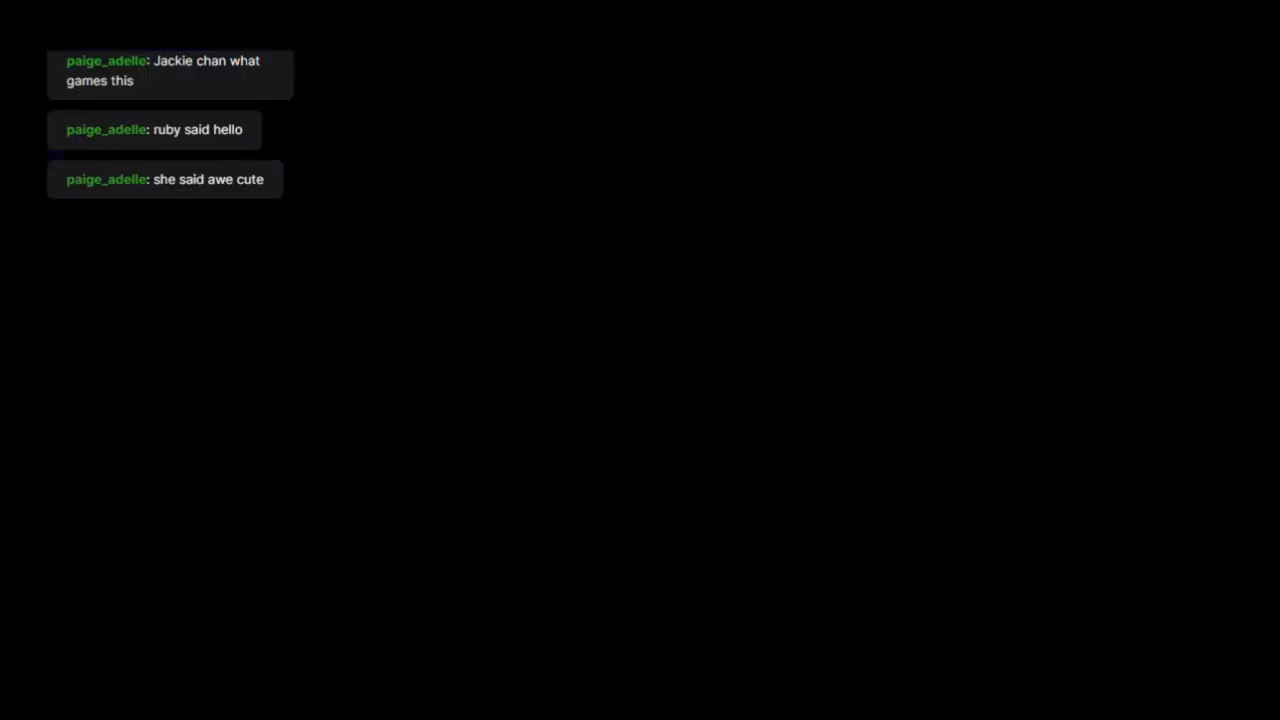 paige_adelle: Jackie chan what
games this
paige_adelle: ruby said hello
paige_adelle: she said awe cute